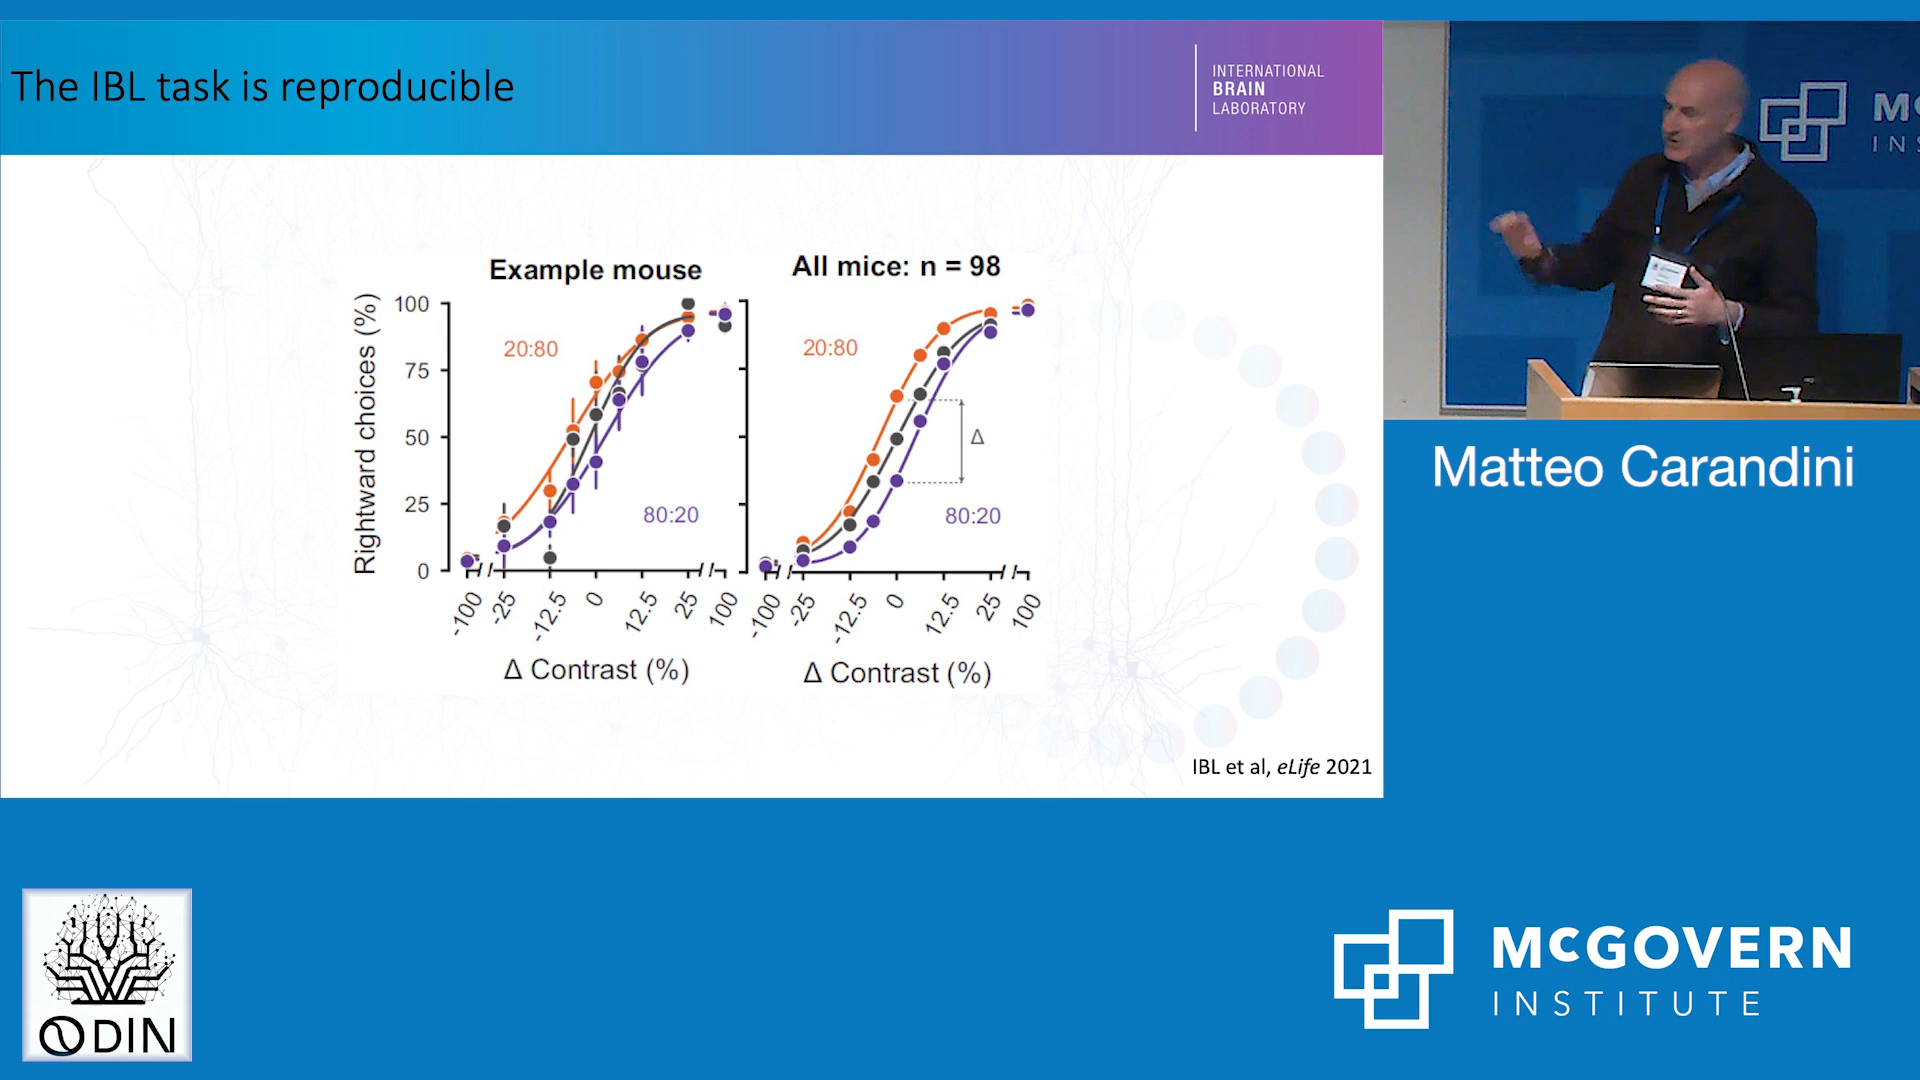 The IBL task is reproducible
INTERNATIONAL
BRAIN
LABORATORY
Example mouse
All mice: n = 98
Rightward choices (%)
100
75
50
25
0
20:80
80:20
20:80
Δ
80:20
-100 -25 -12.5 0 12.5 25 100
-100 -25 -12.5 0 12.5 25 100
Δ Contrast (%)
Δ Contrast (%)
IBL et al, eLife 2021
Matteo Carandini
ODIN
McGOVERN
INSTITUTE